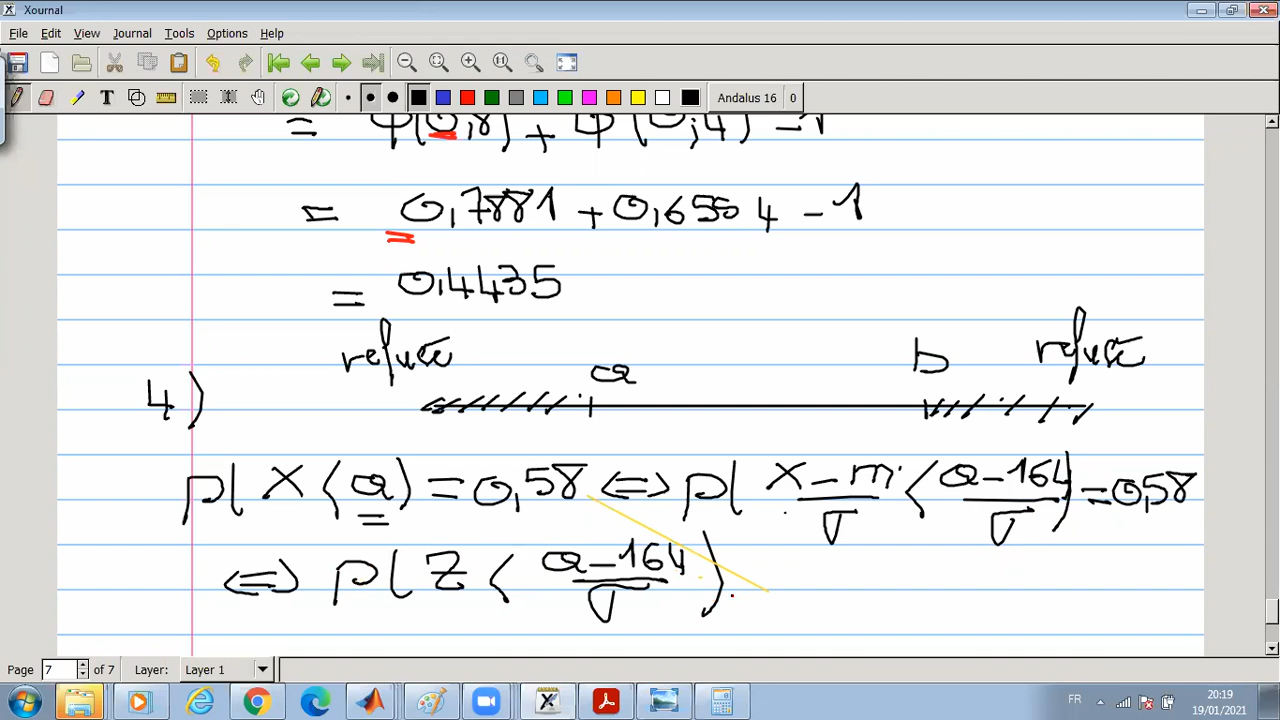 Xournal
File Edit View Journal Tools Options Help
Andalus 16 0
= φ(0,8) + φ(0,4) - 1
= 0,7881 + 0,6554 - 1
= 0,4435
refusée refusée
a b
4)
p( X < a ) = 0,58 ⇔ p( X-m/σ < a-164/σ ) = 0,58
⇔ p( Z < a-164/σ )
Page 7 of 7 Layer: Layer 1
FR 20:19
19/01/2021